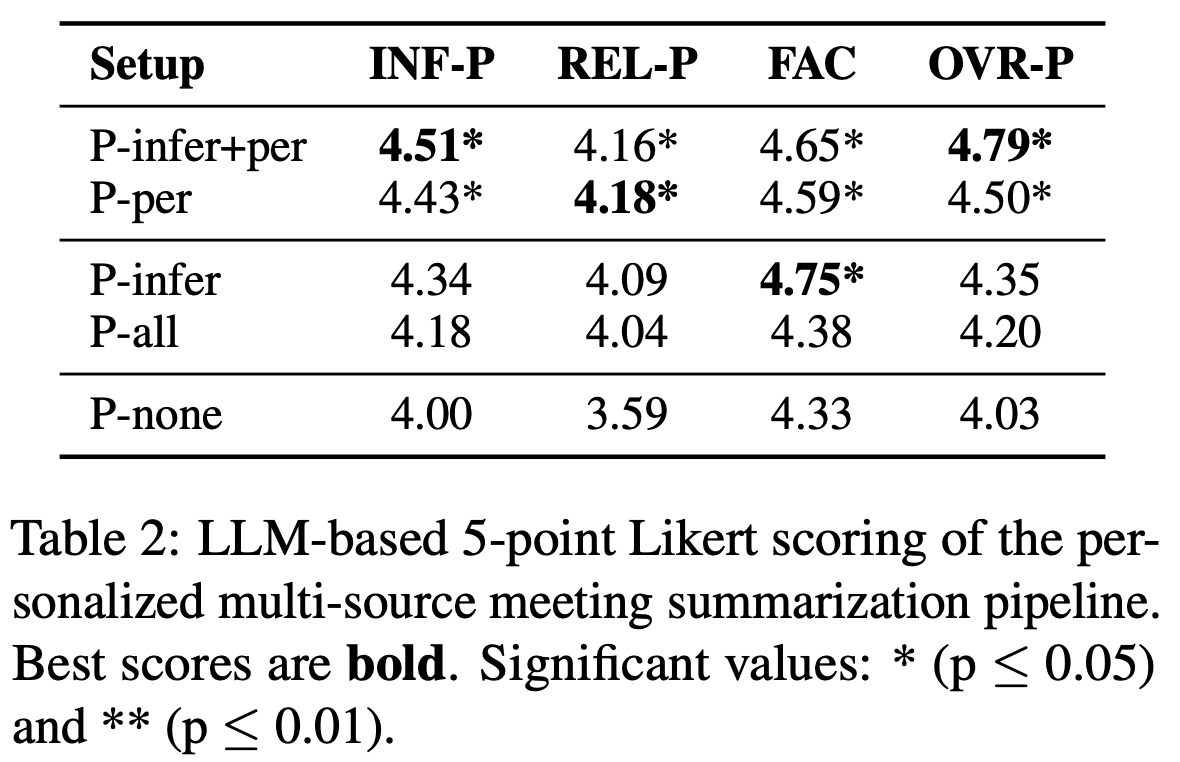 Setup INF-P REL-P FAC OVR-P
P-infer+per 4.51* 4.16* 4.65* 4.79*
P-per 4.43* 4.18* 4.59* 4.50*
P-infer 4.34 4.09 4.75* 4.35
P-all 4.18 4.04 4.38 4.20
P-none 4.00 3.59 4.33 4.03
Table 2: LLM-based 5-point Likert scoring of the per-
sonalized multi-source meeting summarization pipeline.
Best scores are bold. Significant values: * (p ≤ 0.05)
and ** (p ≤ 0.01).